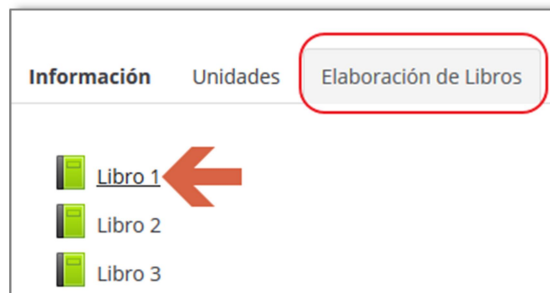 Información Unidades Elaboración de Libros
Libro 1
Libro 2
Libro 3